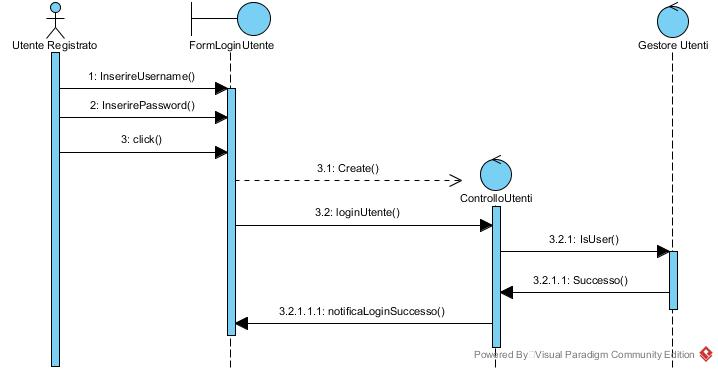 Utente Registrato
FormLoginUtente
Gestore Utenti
1: InserireUsername()
2: InserirePassword()
3: click()
3.1: Create()
ControlloUtenti
3.2: loginUtente()
3.2.1: IsUser()
3.2.1.1: Successo()
3.2.1.1.1: notificaLoginSuccesso()
Powered By Visual Paradigm Community Edition